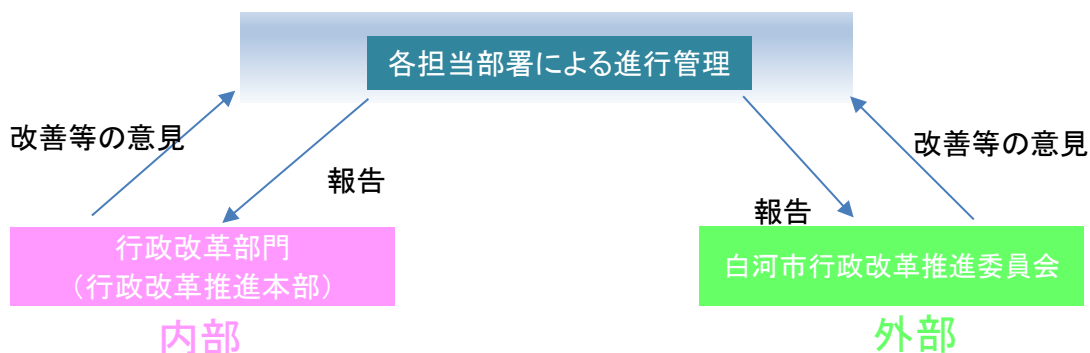 各担当部署による進行管理
改善等の意見
改善等の意見
報告
報告
行政改革部門
（行政改革推進本部）
白河市行政改革推進委員会
内部
外部